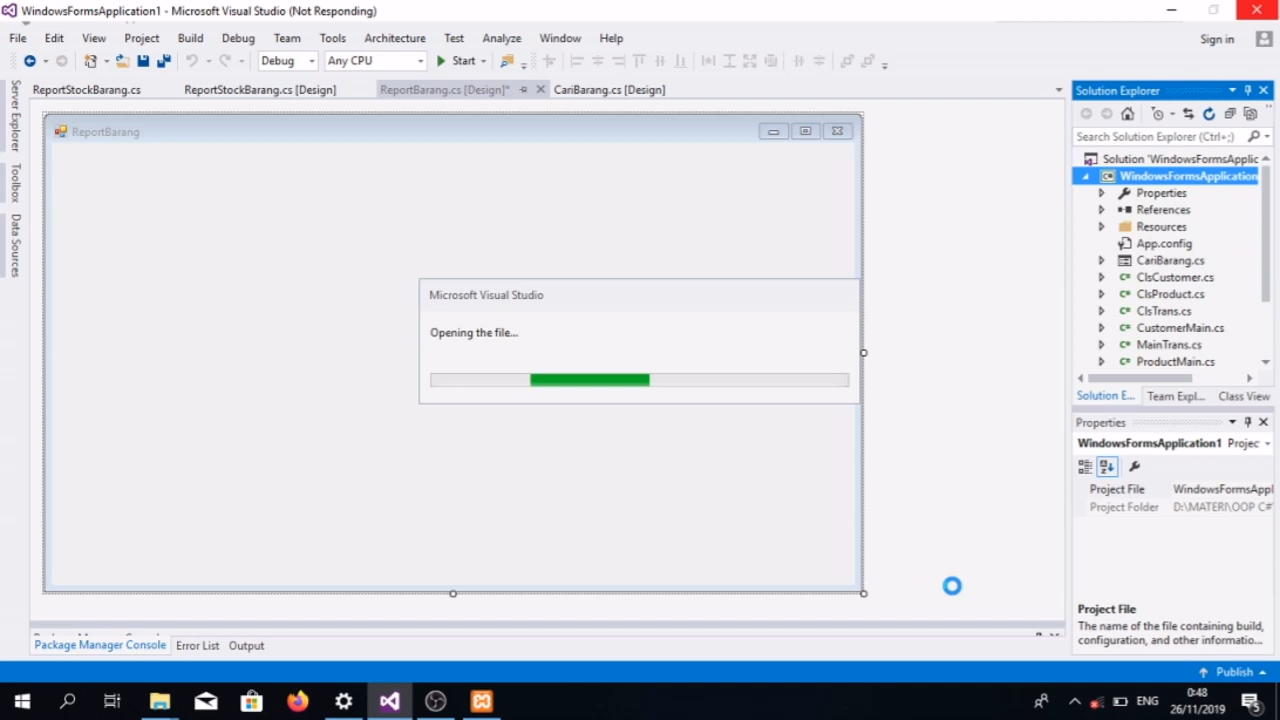 WindowsFormsApplication1 - Microsoft Visual Studio (Not Responding)
File Edit View Project Build Debug Team Tools Architecture Test Analyze Window Help
Sign in
Debug Any CPU Start
ReportStockBarang.cs ReportStockBarang.cs [Design] ReportBarang.cs [Design]* CariBarang.cs [Design]
Server Explorer
Toolbox
Data Sources
ReportBarang
Microsoft Visual Studio
Opening the file...
Solution Explorer
Search Solution Explorer (Ctrl+;)
Solution 'WindowsFormsApplic
WindowsFormsApplication
Properties
References
Resources
App.config
CariBarang.cs
ClsCustomer.cs
ClsProduct.cs
ClsTrans.cs
CustomerMain.cs
MainTrans.cs
ProductMain.cs
Solution E... Team Expl... Class View
Properties
WindowsFormsApplication1 Projec
Project File WindowsFormsAppl
Project Folder D:\MATERI\OOP C#\
Project File
The name of the file containing build,
configuration, and other informatio...
Package Manager Console Error List Output
Publish
ENG
0:48
26/11/2019
5